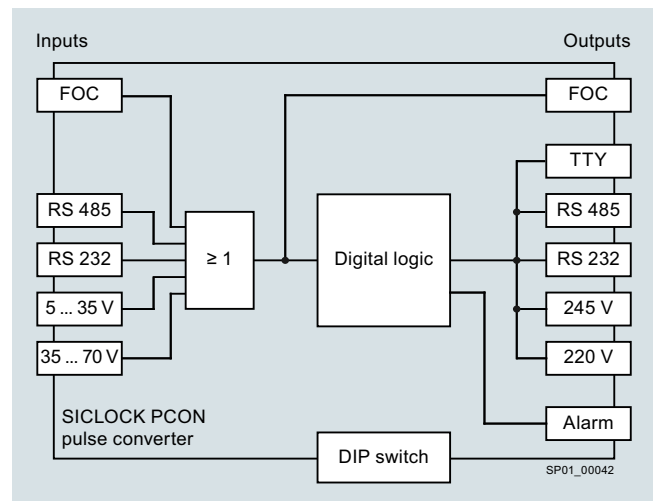 Inputs
Outputs
FOC
FOC
TTY
RS 485
RS 485
RS 232
≥ 1
Digital logic
RS 232
5 ... 35 V
245 V
35 ... 70 V
220 V
SICLOCK PCON
pulse converter
Alarm
DIP switch
SP01_00042